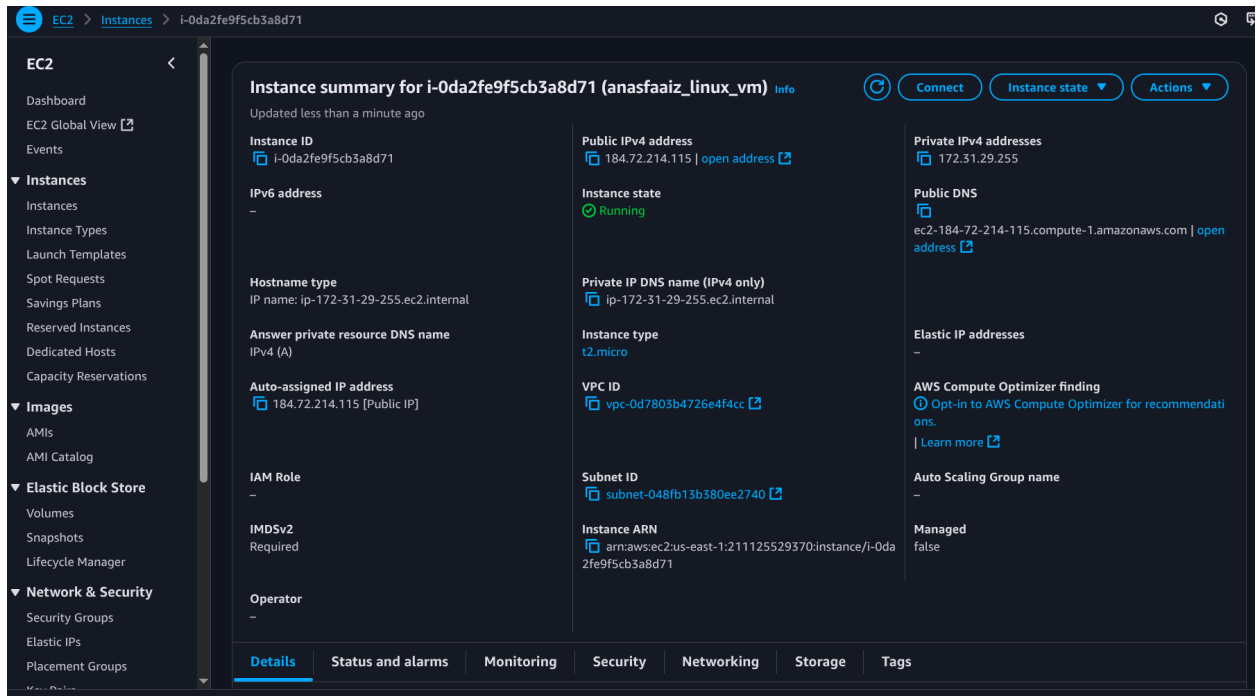 EC2 > Instances > i-0da2fe9f5cb3a8d71
EC2
Dashboard
EC2 Global View
Events
Instances
Instances
Instance Types
Launch Templates
Spot Requests
Savings Plans
Reserved Instances
Dedicated Hosts
Capacity Reservations
Images
AMIs
AMI Catalog
Elastic Block Store
Volumes
Snapshots
Lifecycle Manager
Network & Security
Security Groups
Elastic IPs
Placement Groups
Key Pairs
Instance summary for i-0da2fe9f5cb3a8d71 (anasfaaiz_linux_vm) Info
Connect
Instance state
Actions
Updated less than a minute ago
Instance ID
i-0da2fe9f5cb3a8d71
Public IPv4 address
184.72.214.115 | open address
Private IPv4 addresses
172.31.29.255
IPv6 address
–
Instance state
Running
Public DNS
ec2-184-72-214-115.compute-1.amazonaws.com | open
address
Hostname type
IP name: ip-172-31-29-255.ec2.internal
Private IP DNS name (IPv4 only)
ip-172-31-29-255.ec2.internal
Answer private resource DNS name
IPv4 (A)
Instance type
t2.micro
Elastic IP addresses
–
Auto-assigned IP address
184.72.214.115 [Public IP]
VPC ID
vpc-0d7803b4726e4f4cc
AWS Compute Optimizer finding
Opt-in to AWS Compute Optimizer for recommendati
ons.
| Learn more
IAM Role
–
Subnet ID
subnet-048fb13b380ee2740
Auto Scaling Group name
–
IMDSv2
Required
Instance ARN
arn:aws:ec2:us-east-1:211125529370:instance/i-0da
2fe9f5cb3a8d71
Managed
false
Operator
–
Details
Status and alarms
Monitoring
Security
Networking
Storage
Tags